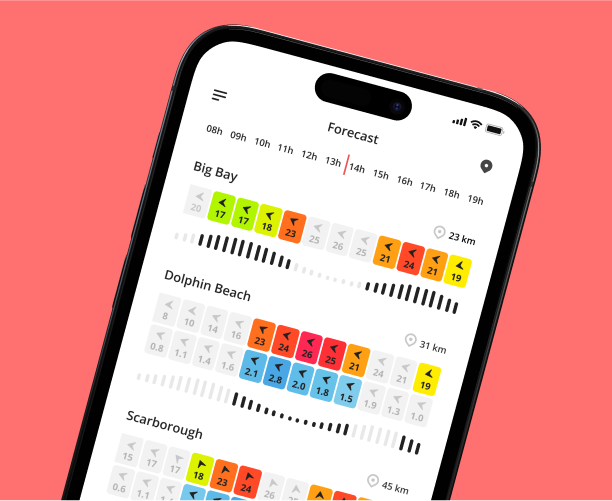 Forecast
08h 09h 10h 11h 12h 13h 14h 15h 16h 17h 18h 19h
Big Bay
23 km
20 17 17 18 23 25 26 25 21 24 21 19
Dolphin Beach
31 km
8 10 14 16 23 24 26 25 21 24 21 19
0.8 1.1 1.4 1.6 2.1 2.8 2.0 1.8 1.5 1.9 1.3 1.0
Scarborough
45 km
15 17 17 18 23 24 26
0.6 1.1